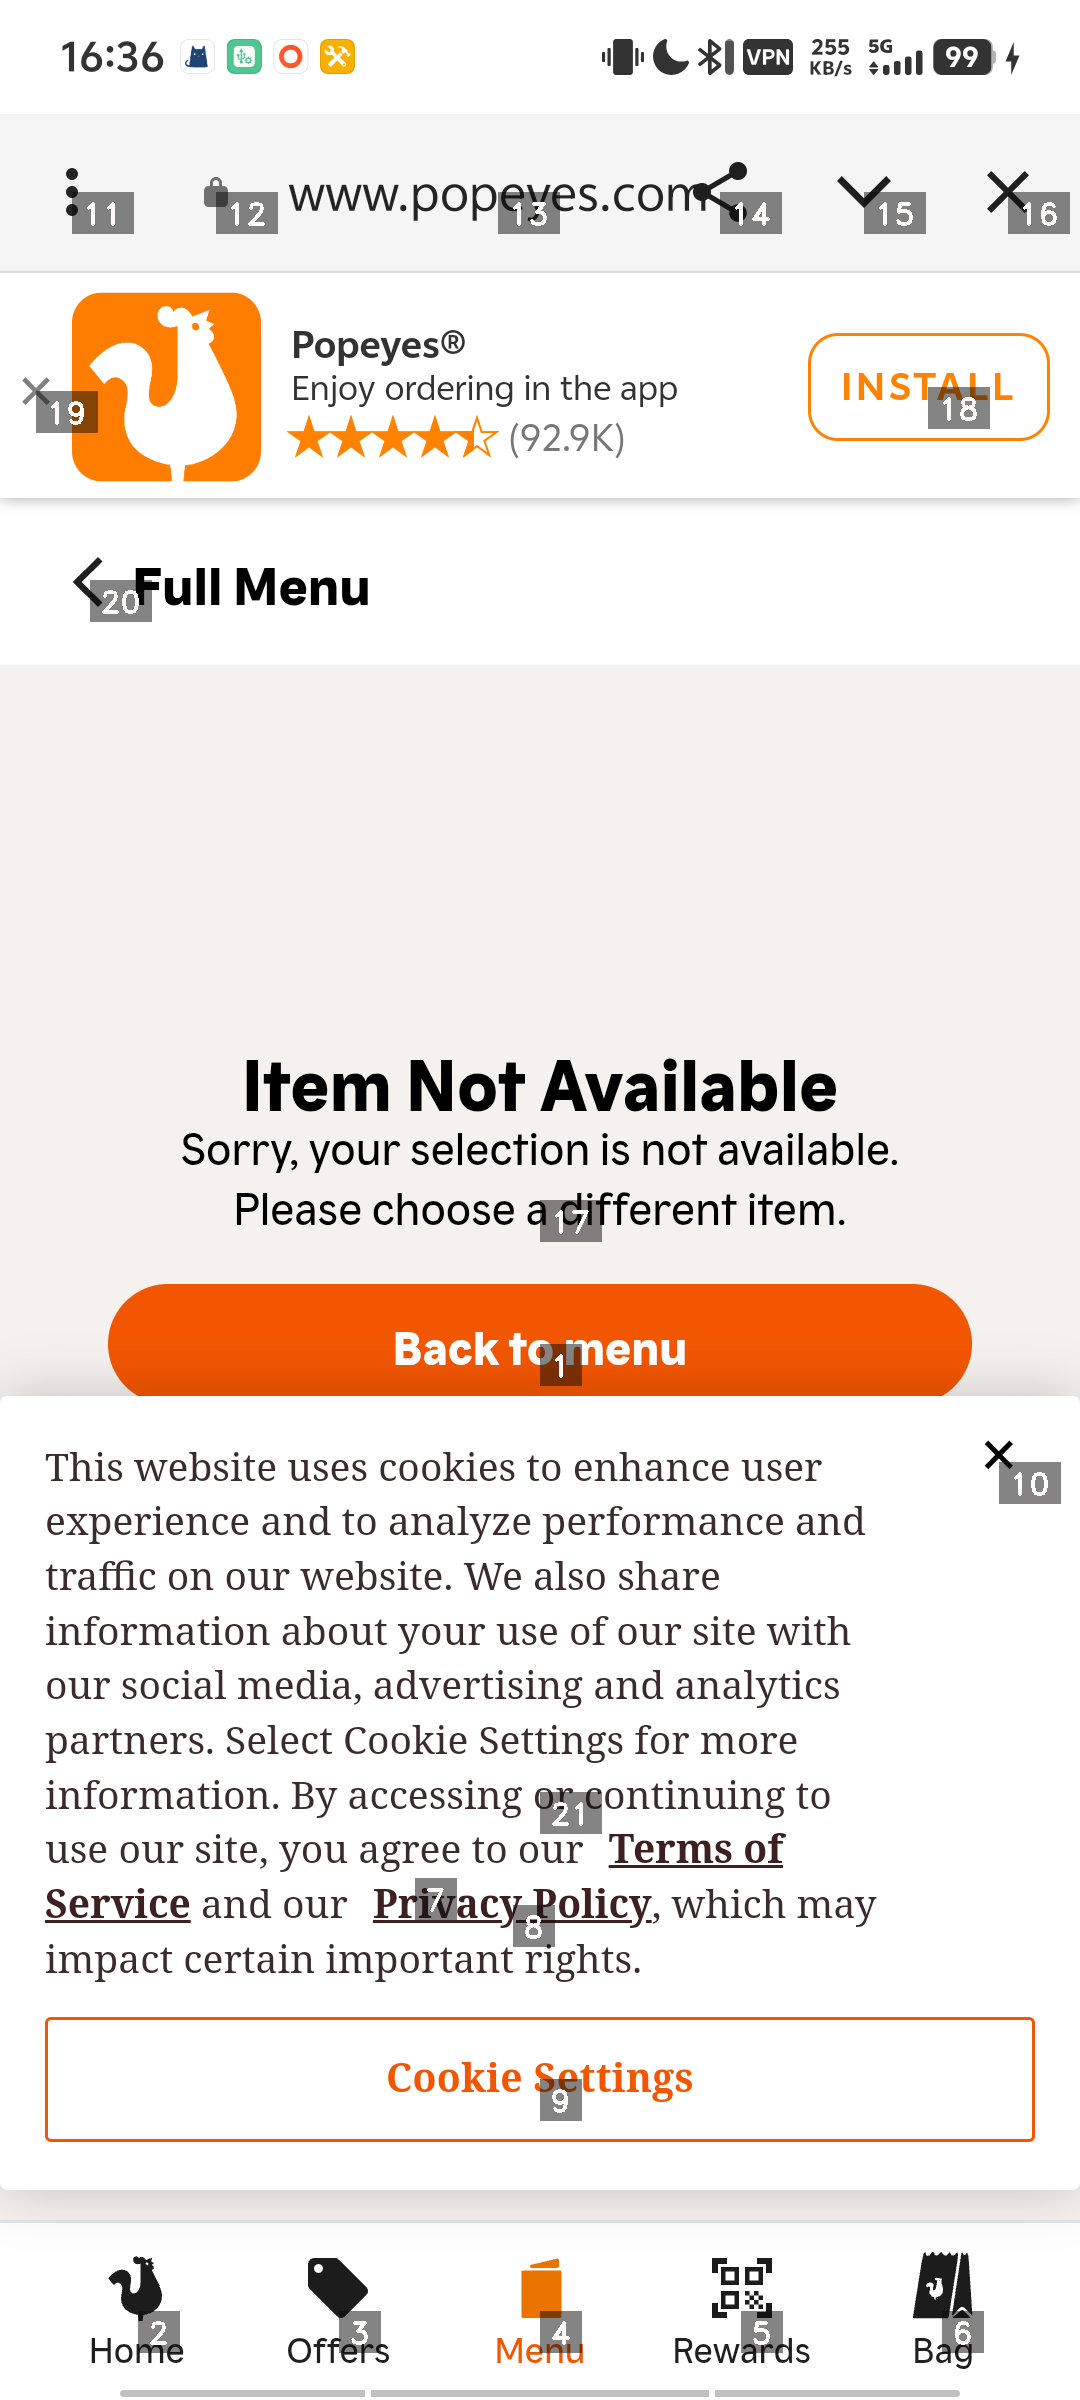 16:36
VPN
255 KB/s
5G
99
www.popeyes.com
11
12
13
14
15
16
Popeyes®
Enjoy ordering in the app
(92.9K)
INSTALL
18
19
Full Menu
20
Item Not Available
Sorry, your selection is not available.
Please choose a different item.
17
Back to menu
1
This website uses cookies to enhance user
experience and to analyze performance and
traffic on our website. We also share
information about your use of our site with
our social media, advertising and analytics
partners. Select Cookie Settings for more
information. By accessing or continuing to
use our site, you agree to our Terms of
Service and our Privacy Policy, which may
impact certain important rights.
10
21
7
8
Cookie Settings
9
Home
Offers
Menu
Rewards
Bag
2
3
4
5
6